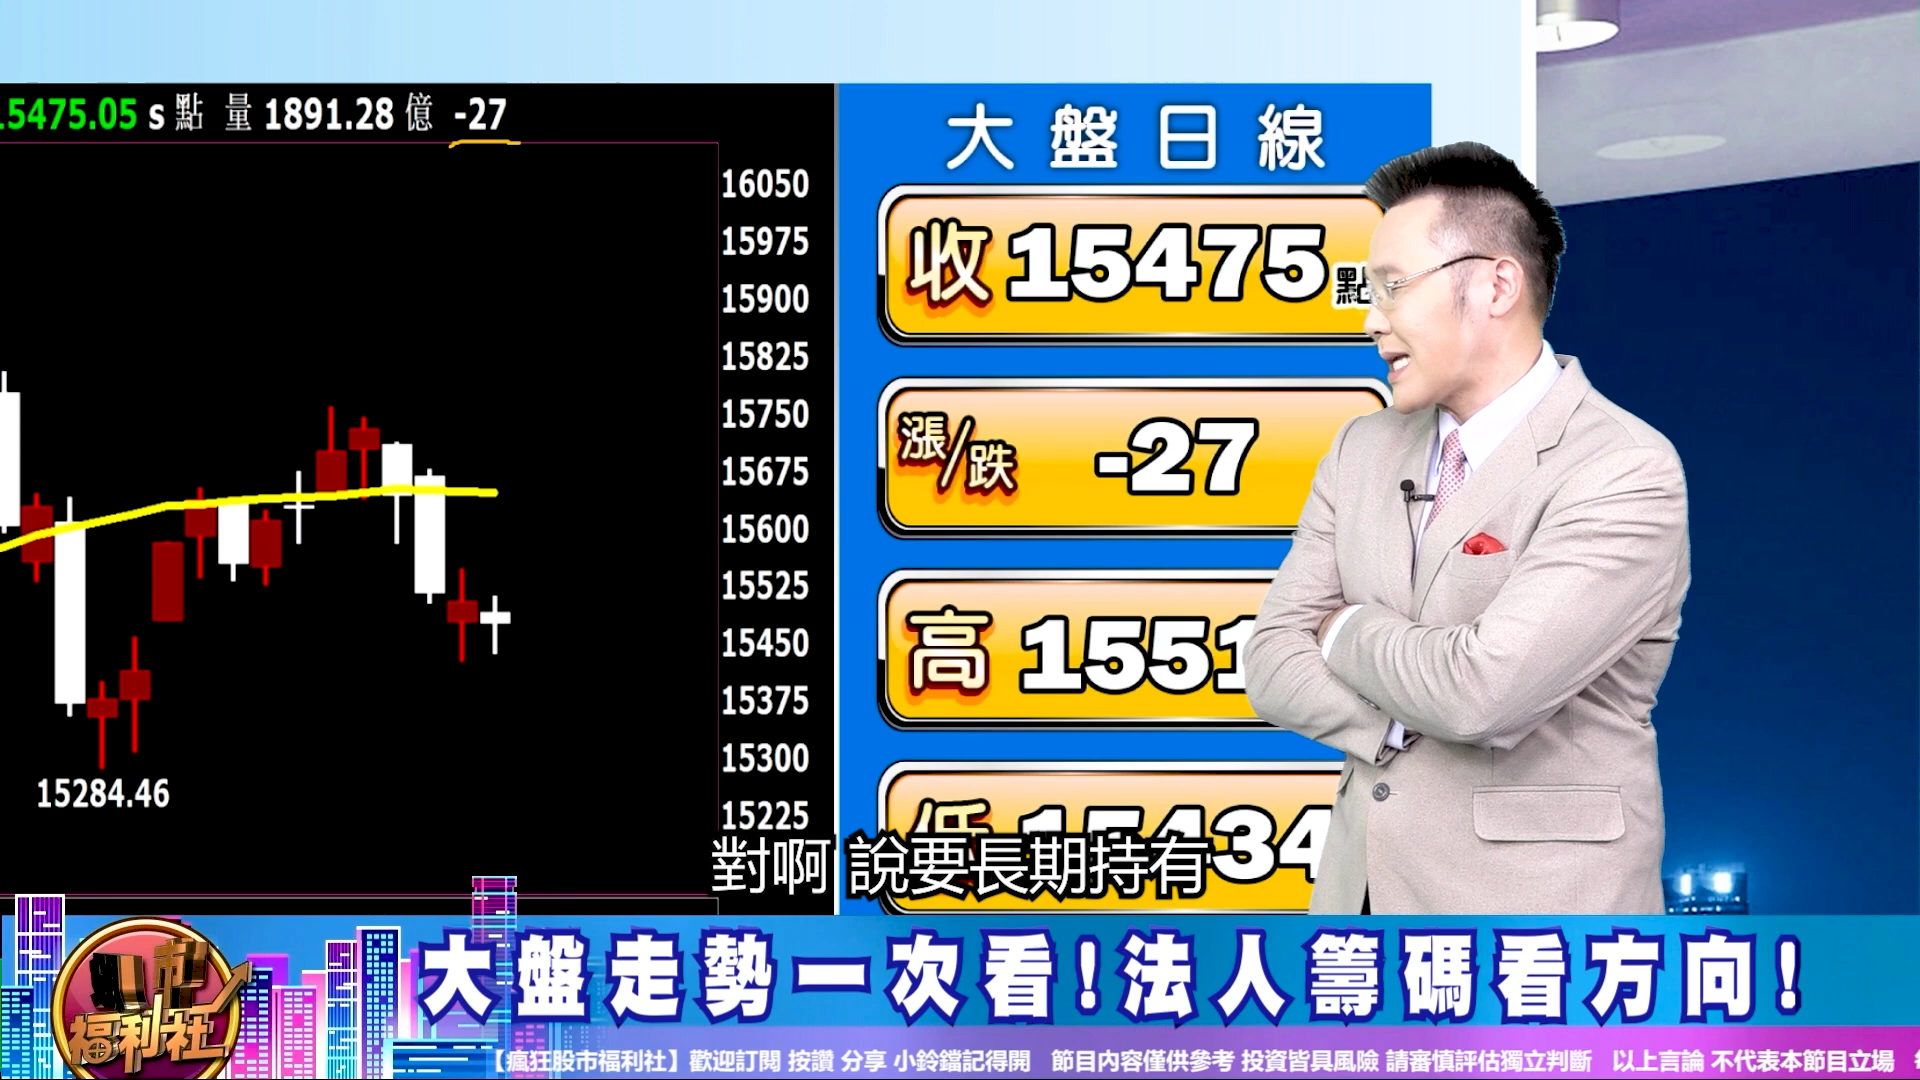 5475.05 s 點 量 1891.28 億 -27
16050
15975
15900
15825
15750
15675
15600
15525
15450
15375
15300
15225
15284.46
大盤日線
收 15475 點
漲/跌 -27
高 1551
低 15434
對啊 說要長期持有
股市
福利社
大盤走勢一次看!法人籌碼看方向!
【瘋狂股市福利社】歡迎訂閱 按讚 分享 小鈴鐺記得開 節目內容僅供參考 投資皆具風險 請審慎評估獨立判斷 以上言論 不代表本節目立場